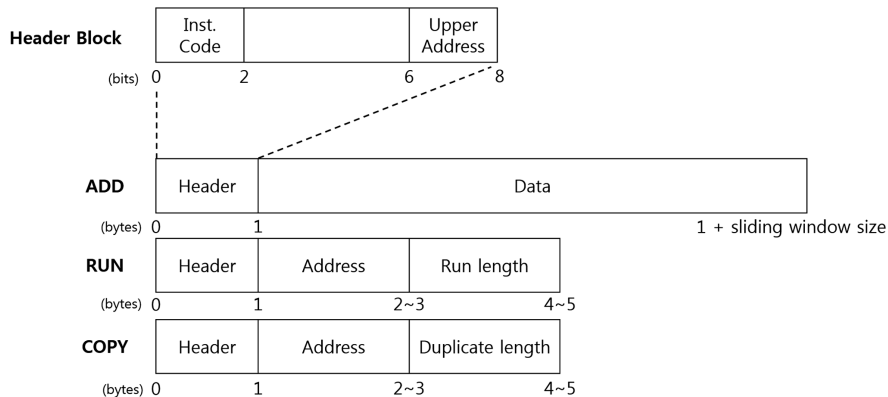 Header Block
Inst.
Code
Upper
Address
(bits) 0 2 6 8
ADD Header Data
(bytes) 0 1 1 + sliding window size
RUN Header Address Run length
(bytes) 0 1 2~3 4~5
COPY Header Address Duplicate length
(bytes) 0 1 2~3 4~5